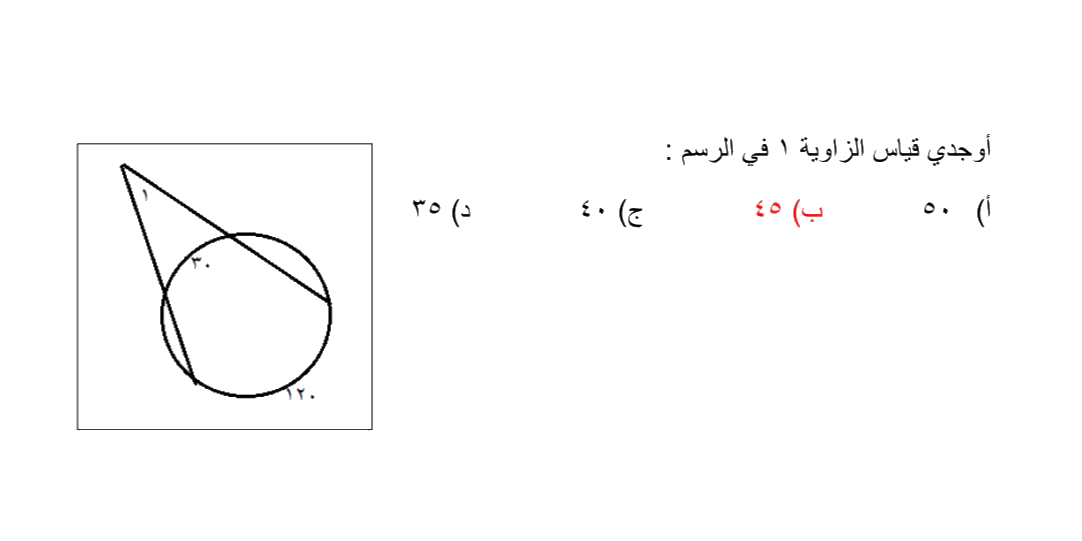 أوجدي قياس الزاوية ١ في الرسم :
أ) ٥٠ ب) ٤٥ ج) ٤٠ د) ٣٥
١
٣٠
١٢٠